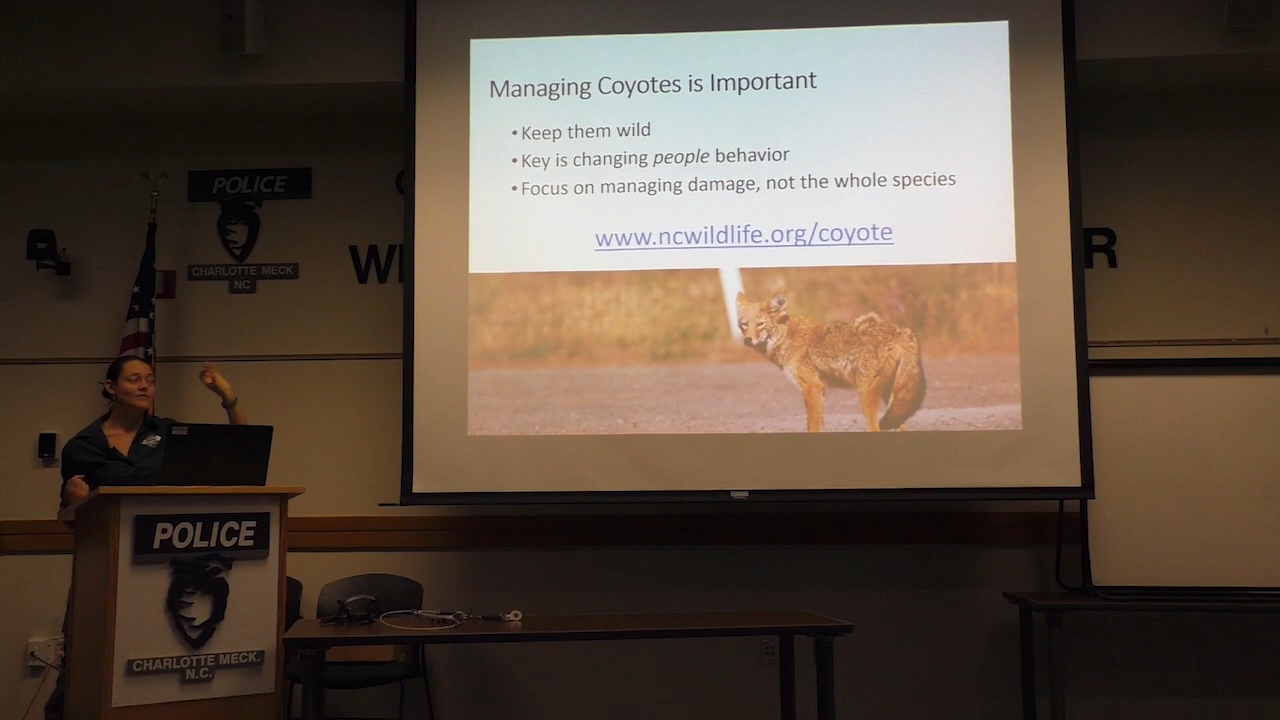 Managing Coyotes is Important
• Keep them wild
• Key is changing people behavior
• Focus on managing damage, not the whole species
www.ncwildlife.org/coyote
POLICE
CHARLOTTE MECK
NC
POLICE
CHARLOTTE MECK.
N.C.